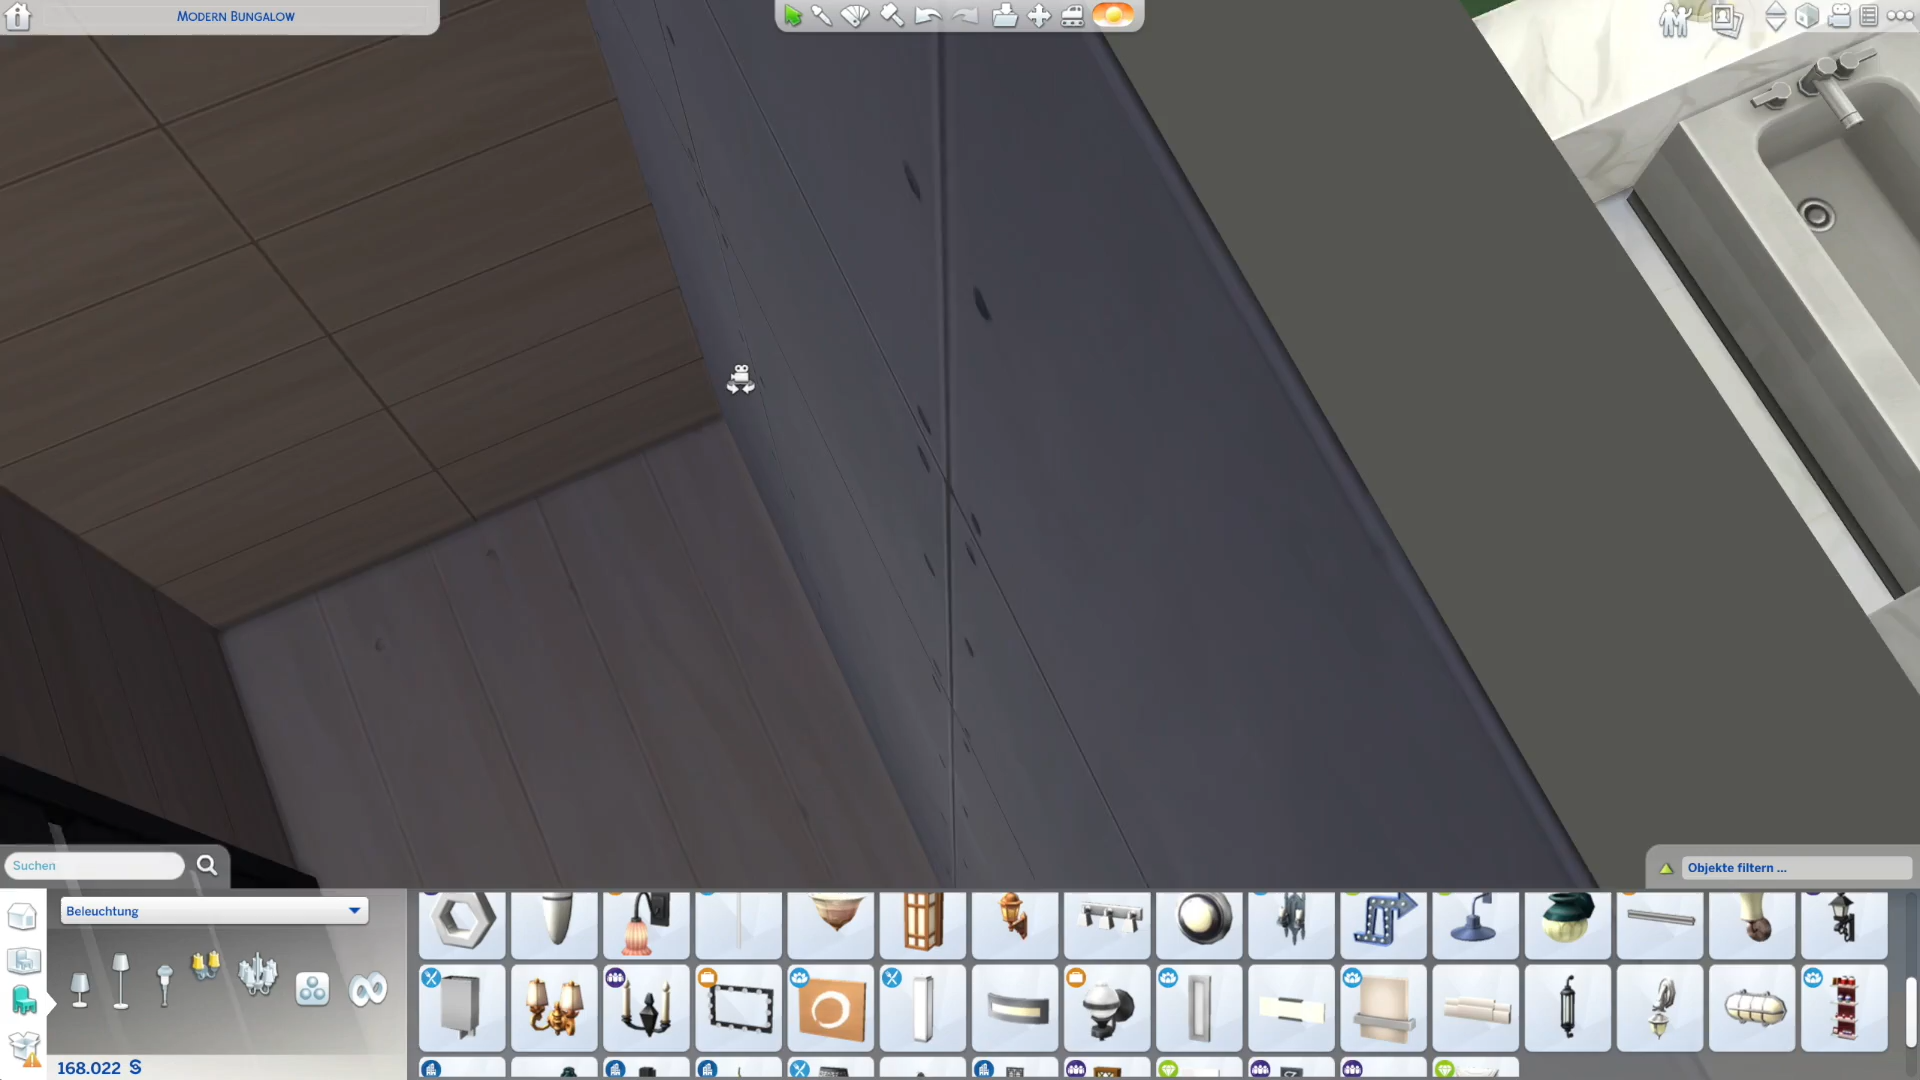 Modern Bungalow
Suchen
Objekte filtern ...
Beleuchtung
168.022 S